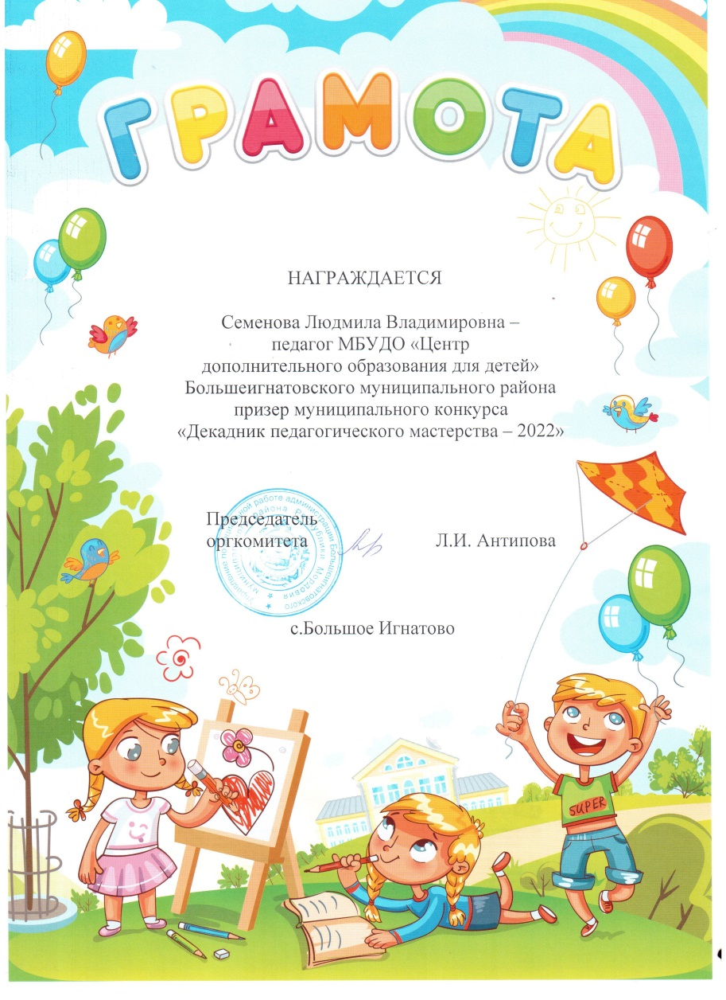 ГРАМОТА
НАГРАЖДАЕТСЯ
Семенова Людмила Владимировна –
педагог МБУДО «Центр
дополнительного образования для детей»
Большеигнатовского муниципального района
призер муниципального конкурса
«Декадник педагогического мастерства – 2022»
Председатель
оргкомитета
Л.И. Антипова
с.Большое Игнатово
SUPER